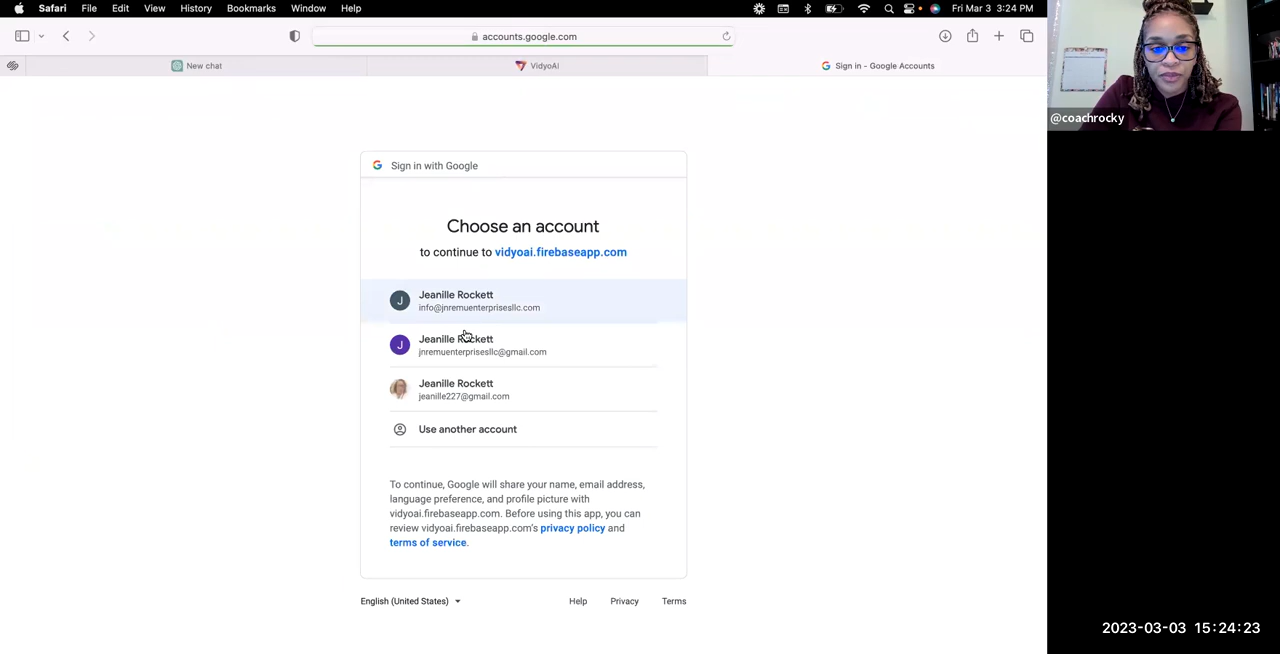 Safari File Edit View History Bookmarks Window Help Fri Mar 3 3:24 PM
accounts.google.com
New chat VidyoAI Sign in - Google Accounts
@coachrocky
Sign in with Google
Choose an account
to continue to vidyoai.firebaseapp.com
J Jeanille Rockett
info@jnremuenterprisesllc.com
J Jeanille Rockett
jnremuenterprisesllc@gmail.com
Jeanille Rockett
jeanille227@gmail.com
Use another account
To continue, Google will share your name, email address,
language preference, and profile picture with
vidyoai.firebaseapp.com. Before using this app, you can
review vidyoai.firebaseapp.com's privacy policy and
terms of service.
English (United States) Help Privacy Terms
2023-03-03 15:24:23